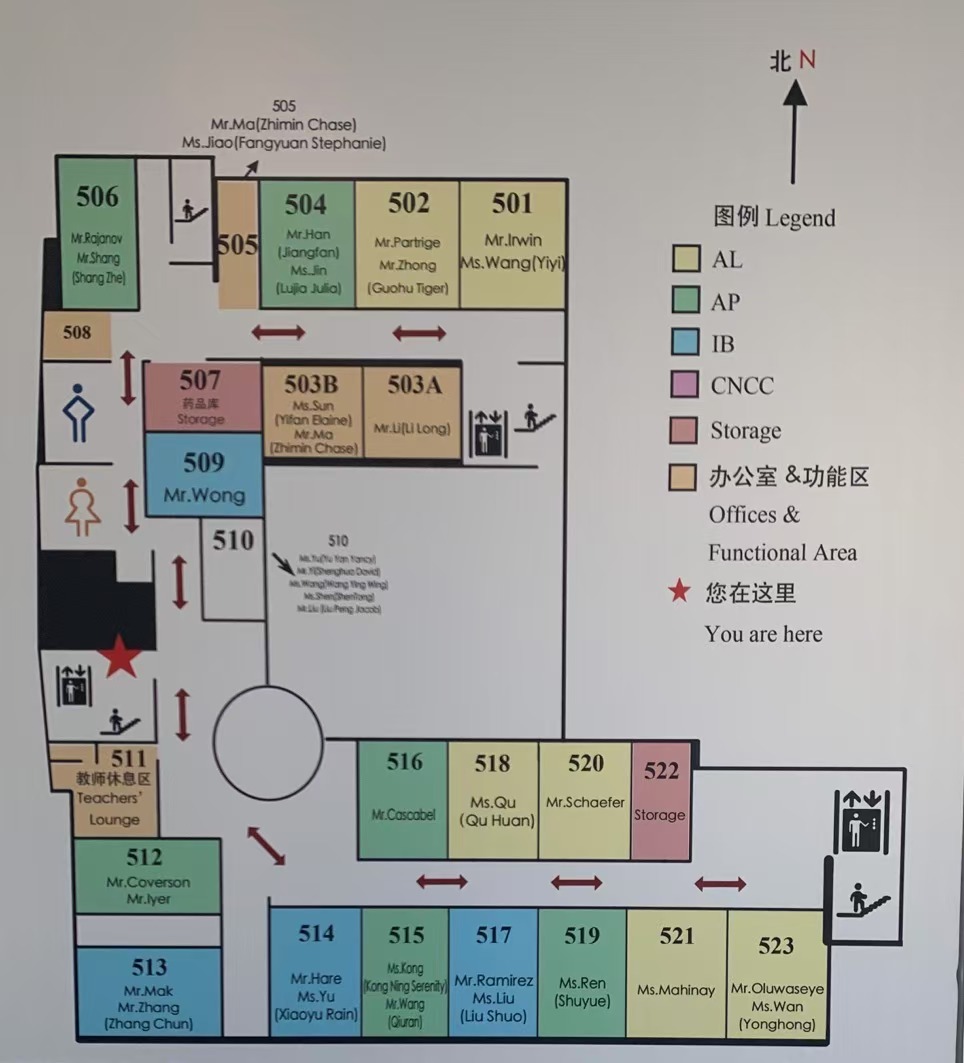 北 N
505
Mr.Ma(Zhimin Chase)
Ms.Jiao(Fangyuan Stephanie)
506
Mr.Rajanov
Mr.Shang
(Shang Zhe)
505
504
Mr.Han
(Jiangfan)
Ms.Jin
(Lujia Julia)
502
Mr.Partrige
Mr.Zhong
(Guohu Tiger)
501
Mr.Irwin
Ms.Wang(Yiyi)
508
507
药品库
Storage
503B
Ms.Sun
(Yifan Elaine)
Mr.Ma
(Zhimin Chase)
503A
Mr.Li(Li Long)
509
Mr.Wong
510
510
Ms.Yu(Yu Yan Yancy)
Mr.Yi(Shenghua David)
Ms.Wang(Wang Ying Wing)
Ms.Shen(ShenTong)
Mr.Liu (Liu Peng Jacob)
511
教师休息区
Teachers'
Lounge
512
Mr.Coverson
Mr.Iyer
513
Mr.Mak
Mr.Zhang
(Zhang Chun)
516
Mr.Cascabel
518
Ms.Qu
(Qu Huan)
520
Mr.Schaefer
522
Storage
514
Mr.Hare
Ms.Yu
(Xiaoyu Rain)
515
Ms.Kong
(Kong Ning Serenity)
Mr.Wang
(Qiuran)
517
Mr.Ramirez
Ms.Liu
(Liu Shuo)
519
Ms.Ren
(Shuyue)
521
Ms.Mahinay
523
Mr.Oluwaseye
Ms.Wan
(Yonghong)
图例 Legend
AL
AP
IB
CNCC
Storage
办公室 &功能区
Offices &
Functional Area
您在这里
You are here